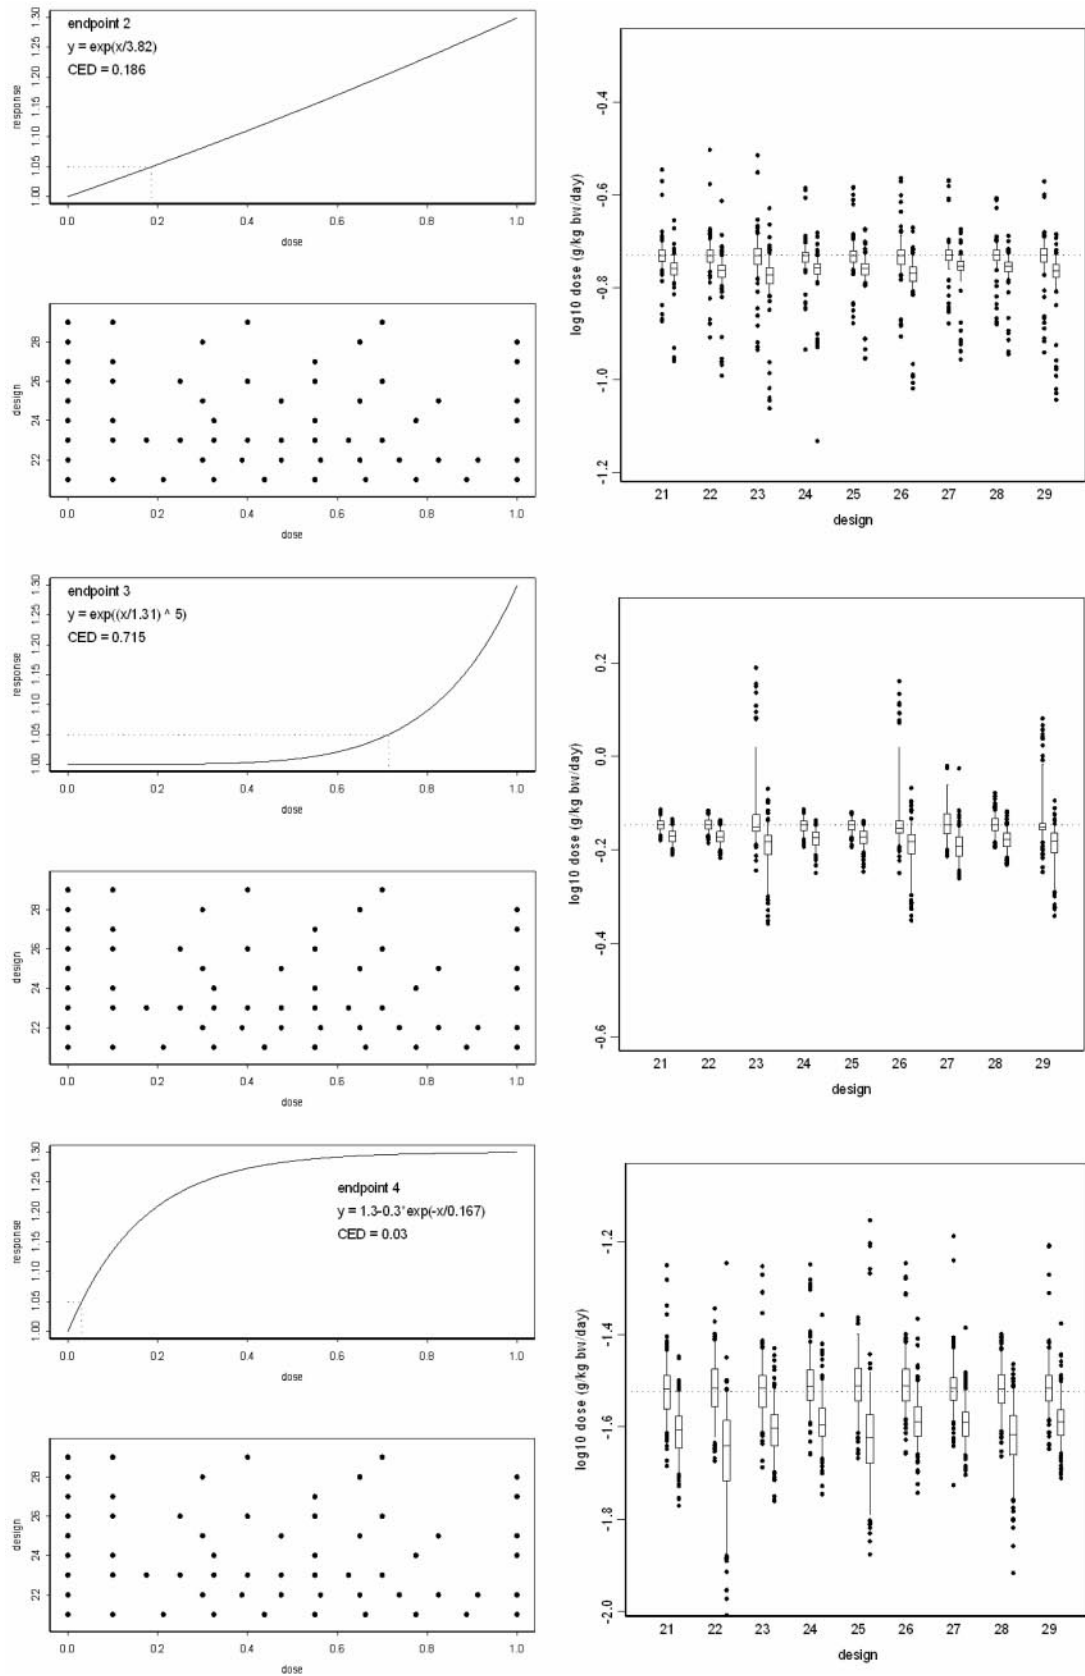 endpoint 2
y = exp(x/3.82)
CED = 0.186
response
1.00 1.05 1.10 1.15 1.20 1.25 1.30
0.0 0.2 0.4 0.6 0.8 1.0
dose
design
22 24 26 28
0.0 0.2 0.4 0.6 0.8 1.0
dose
log10 dose (g/kg bw/day)
-0.4
-0.6
-0.8
-1.0
-1.2
21 22 23 24 25 26 27 28 29
design
endpoint 3
y = exp((x/1.31) ^ 5)
CED = 0.715
response
1.00 1.05 1.10 1.15 1.20 1.25 1.30
0.0 0.2 0.4 0.6 0.8 1.0
dose
design
22 24 26 28
0.0 0.2 0.4 0.6 0.8 1.0
dose
log10 dose (g/kg bw/day)
0.2
0.0
-0.2
-0.4
-0.6
21 22 23 24 25 26 27 28 29
design
endpoint 4
y = 1.3-0.3*exp(-x/0.167)
CED = 0.03
response
1.00 1.05 1.10 1.15 1.20 1.25 1.30
0.0 0.2 0.4 0.6 0.8 1.0
dose
design
22 24 26 28
0.0 0.2 0.4 0.6 0.8 1.0
dose
log10 dose (g/kg bw/day)
-1.2
-1.4
-1.6
-1.8
-2.0
21 22 23 24 25 26 27 28 29
design